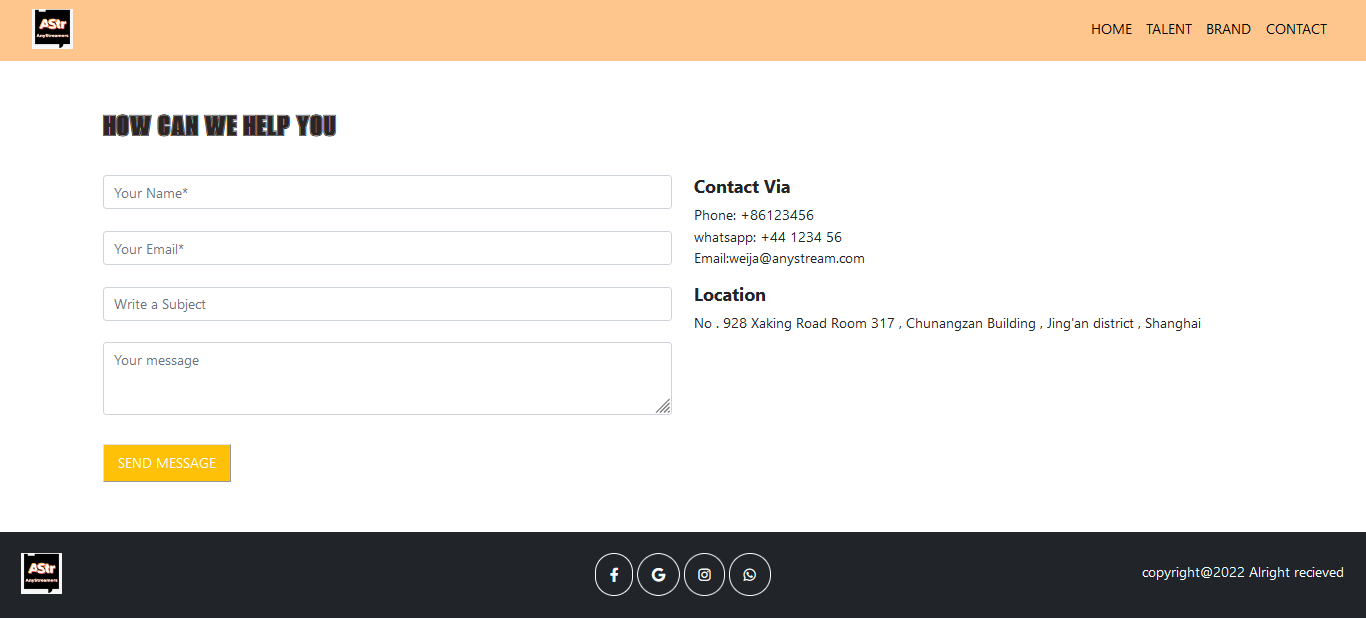 AStr
AnyStreamers
HOME TALENT BRAND CONTACT
HOW CAN WE HELP YOU
Your Name*
Your Email*
Write a Subject
Your message
SEND MESSAGE
Contact Via
Phone: +86123456
whatsapp: +44 1234 56
Email:weija@anystream.com
Location
No . 928 Xaking Road Room 317 , Chunangzan Building , Jing'an district , Shanghai
AStr
AnyStreamers
copyright@2022 Alright recieved